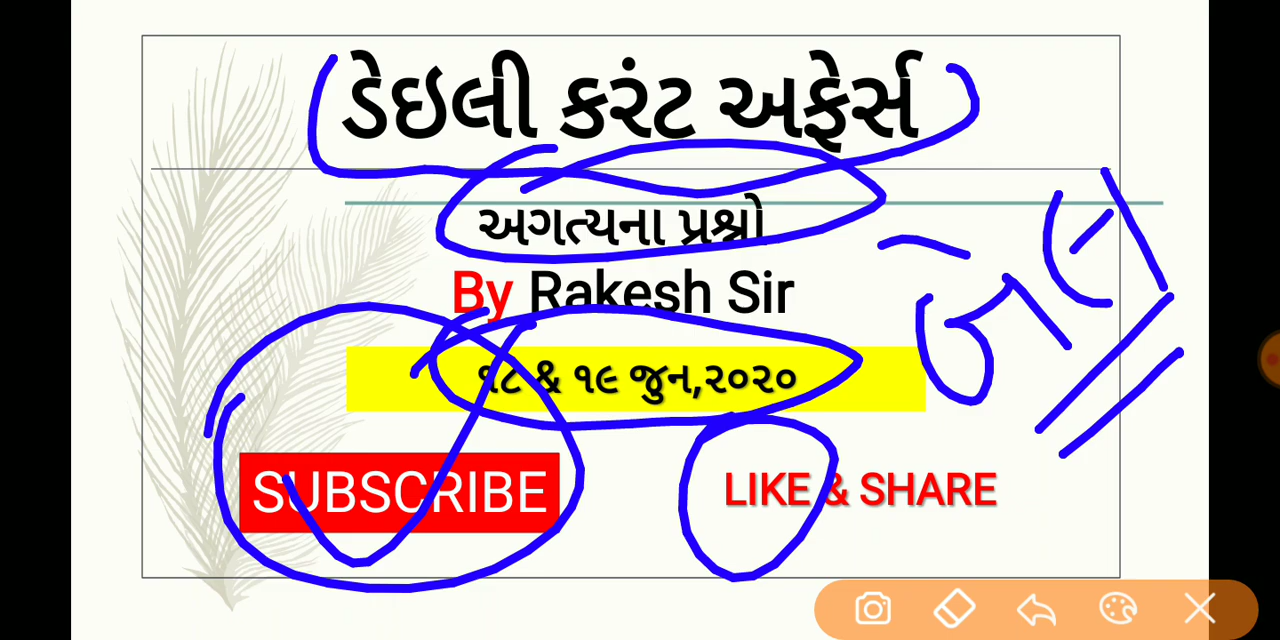 ડેઇલી કરંટ અફેર્સ
અગત્યના પ્રશ્નો
By Rakesh Sir
૧૮ & ૧૯ જુન,૨૦૨૦
SUBSCRIBE
LIKE & SHARE